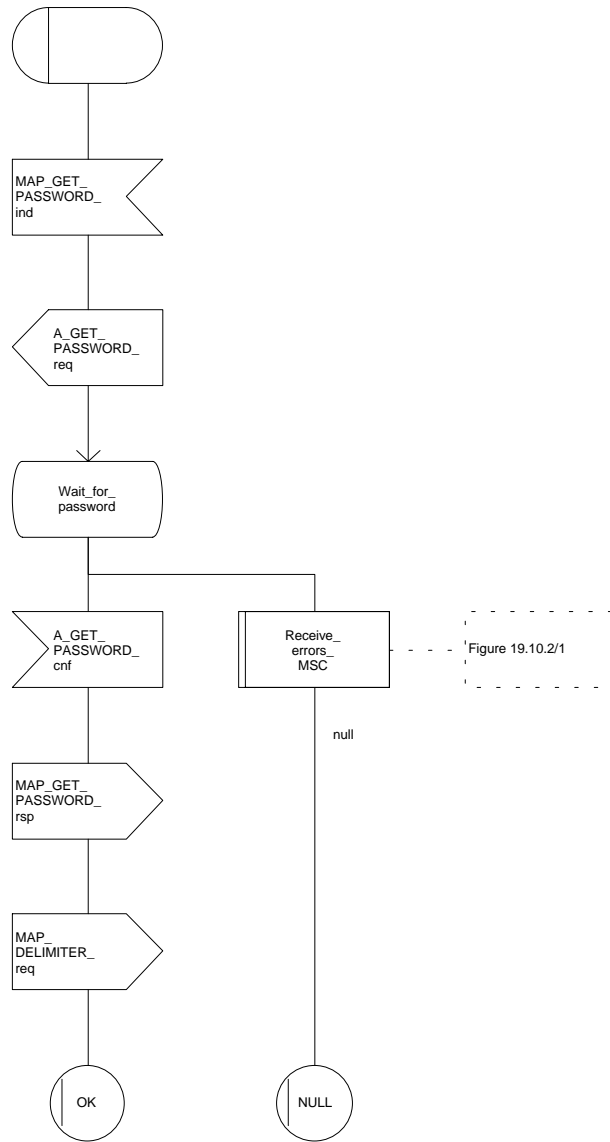 MAP_GET_
PASSWORD_
ind
A_GET_
PASSWORD_
req
Wait_for_
password
A_GET_
PASSWORD_
cnf
Receive_
errors_
MSC
Figure 19.10.2/1
null
MAP_GET_
PASSWORD_
rsp
MAP_
DELIMITER_
req
OK
NULL